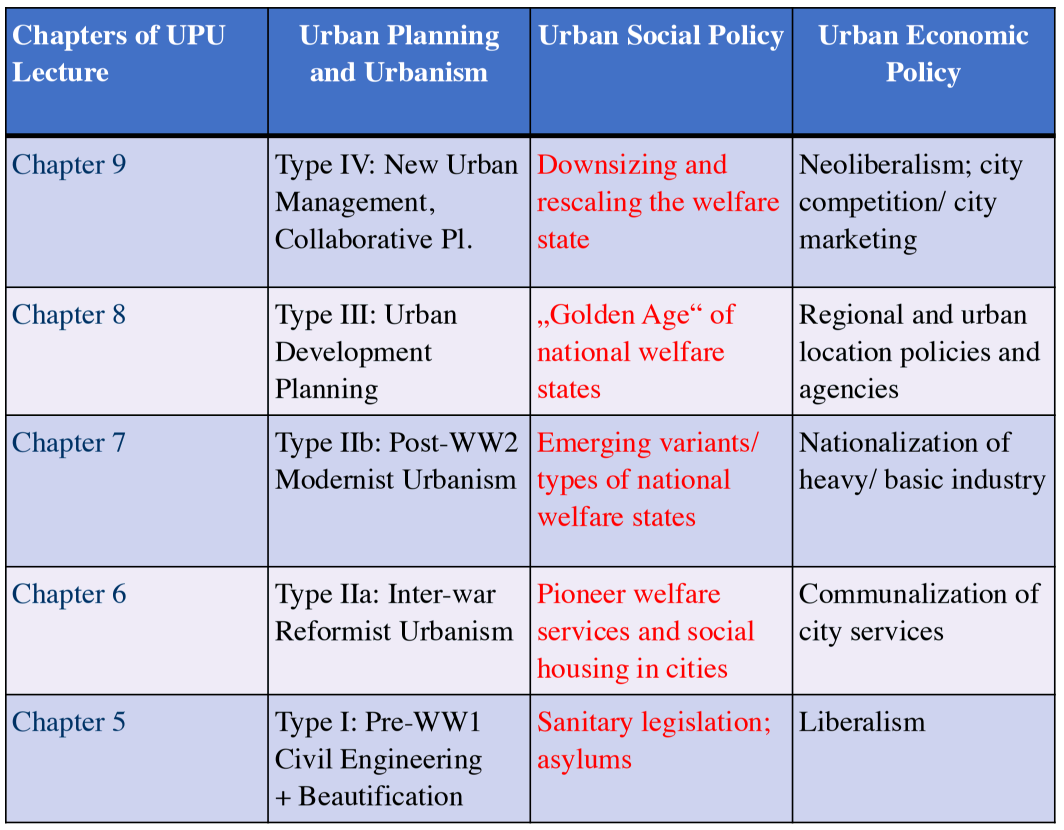 Chapters of UPU
Lecture
Urban Planning
and Urbanism
Urban Social Policy
Urban Economic
Policy
Chapter 9
Type IV: New Urban
Management,
Collaborative Pl.
Downsizing and
rescaling the welfare
state
Neoliberalism; city
competition/ city
marketing
Chapter 8
Type III: Urban
Development
Planning
„Golden Age“ of
national welfare
states
Regional and urban
location policies and
agencies
Chapter 7
Type IIb: Post-WW2
Modernist Urbanism
Emerging variants/
types of national
welfare states
Nationalization of
heavy/ basic industry
Chapter 6
Type IIa: Inter-war
Reformist Urbanism
Pioneer welfare
services and social
housing in cities
Communalization of
city services
Chapter 5
Type I: Pre-WW1
Civil Engineering
+ Beautification
Sanitary legislation;
asylums
Liberalism